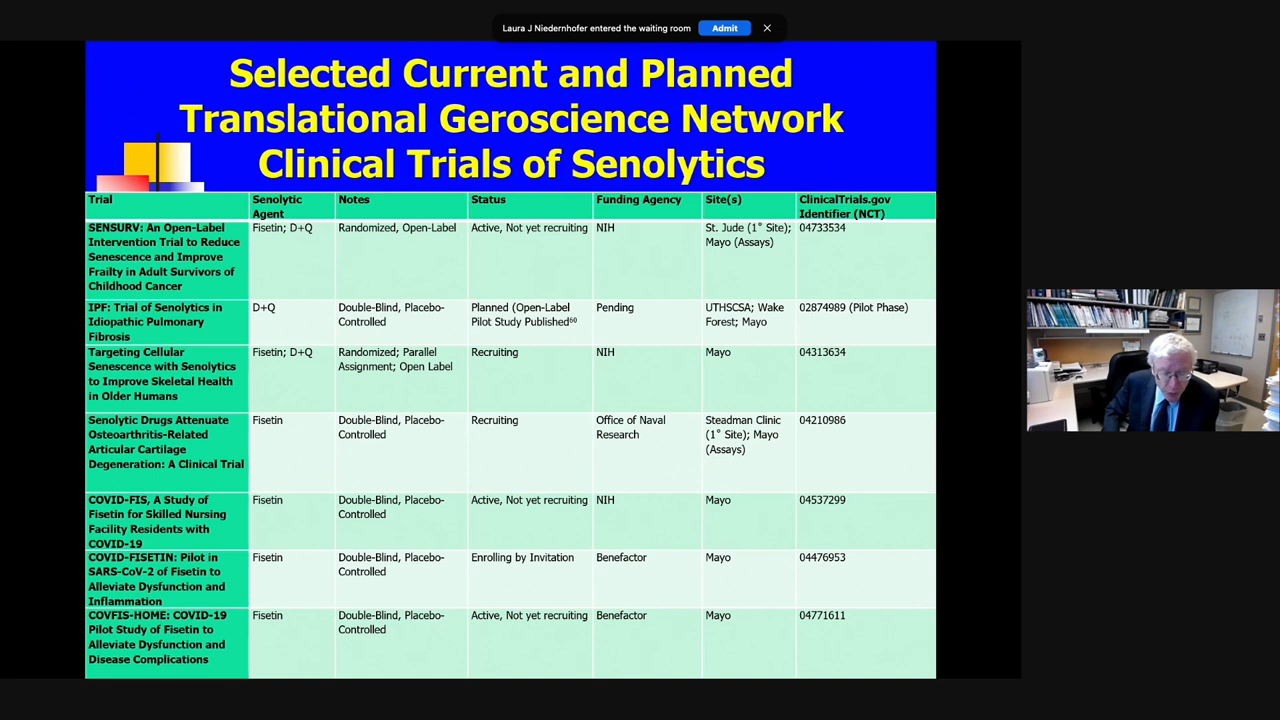 Laura J Niedernhofer entered the waiting room
Admit
Selected Current and Planned
Translational Geroscience Network
Clinical Trials of Senolytics
Trial
Senolytic
Agent
Notes
Status
Funding Agency
Site(s)
ClinicalTrials.gov
Identifier (NCT)
SENSURV: An Open-Label
Intervention Trial to Reduce
Senescence and Improve
Frailty in Adult Survivors of
Childhood Cancer
Fisetin; D+Q
Randomized, Open-Label
Active, Not yet recruiting
NIH
St. Jude (1° Site);
Mayo (Assays)
04733534
IPF: Trial of Senolytics in
Idiopathic Pulmonary
Fibrosis
D+Q
Double-Blind, Placebo-
Controlled
Planned (Open-Label
Pilot Study Published⁶⁰
Pending
UTHSCSA; Wake
Forest; Mayo
02874989 (Pilot Phase)
Targeting Cellular
Senescence with Senolytics
to Improve Skeletal Health
in Older Humans
Fisetin; D+Q
Randomized; Parallel
Assignment; Open Label
Recruiting
NIH
Mayo
04313634
Senolytic Drugs Attenuate
Osteoarthritis-Related
Articular Cartilage
Degeneration: A Clinical Trial
Fisetin
Double-Blind, Placebo-
Controlled
Recruiting
Office of Naval
Research
Steadman Clinic
(1° Site); Mayo
(Assays)
04210986
COVID-FIS, A Study of
Fisetin for Skilled Nursing
Facility Residents with
COVID-19
Fisetin
Double-Blind, Placebo-
Controlled
Active, Not yet recruiting
NIH
Mayo
04537299
COVID-FISETIN: Pilot in
SARS-CoV-2 of Fisetin to
Alleviate Dysfunction and
Inflammation
Fisetin
Double-Blind, Placebo-
Controlled
Enrolling by Invitation
Benefactor
Mayo
04476953
COVFIS-HOME: COVID-19
Pilot Study of Fisetin to
Alleviate Dysfunction and
Disease Complications
Fisetin
Double-Blind, Placebo-
Controlled
Active, Not yet recruiting
Benefactor
Mayo
04771611